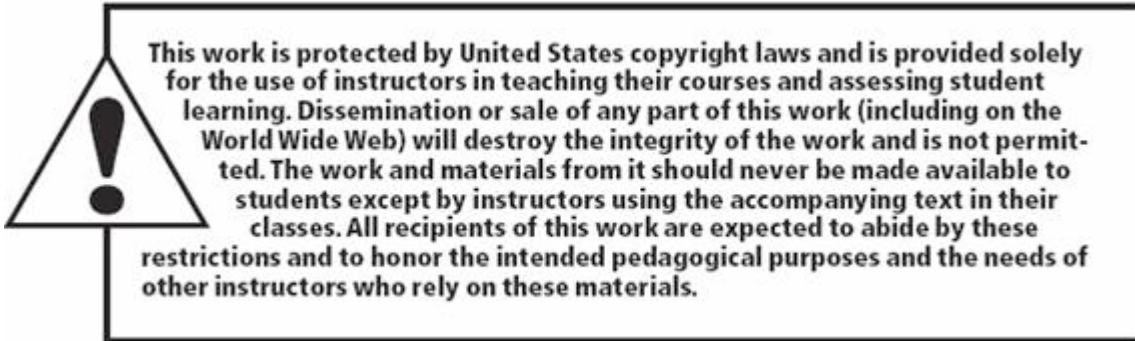 This work is protected by United States copyright laws and is provided solely
for the use of instructors in teaching their courses and assessing student
learning. Dissemination or sale of any part of this work (including on the
World Wide Web) will destroy the integrity of the work and is not permit-
ted. The work and materials from it should never be made available to
students except by instructors using the accompanying text in their
classes. All recipients of this work are expected to abide by these
restrictions and to honor the intended pedagogical purposes and the needs of
other instructors who rely on these materials.